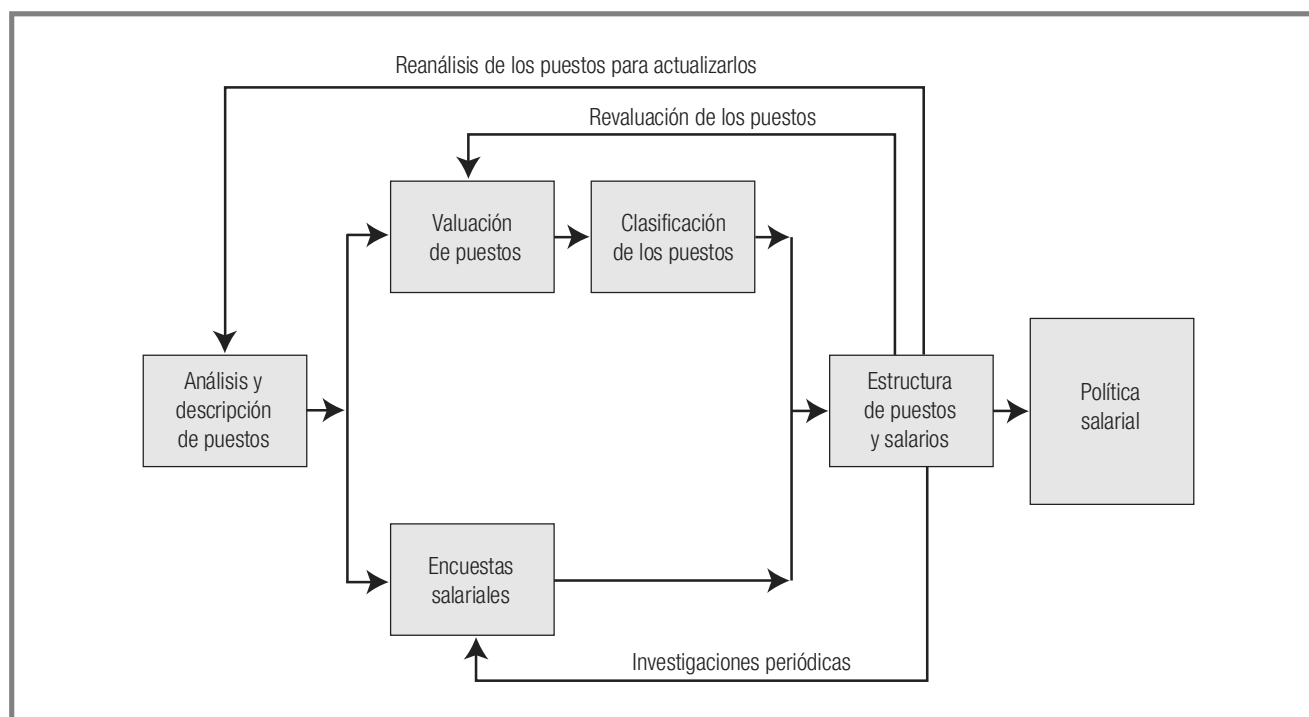 Reanálisis de los puestos para actualizarlos
Revaluación de los puestos
Valuación
de puestos
Clasificación
de los puestos
Análisis y
descripción
de puestos
Estructura
de puestos
y salarios
Política
salarial
Encuestas
salariales
Investigaciones periódicas